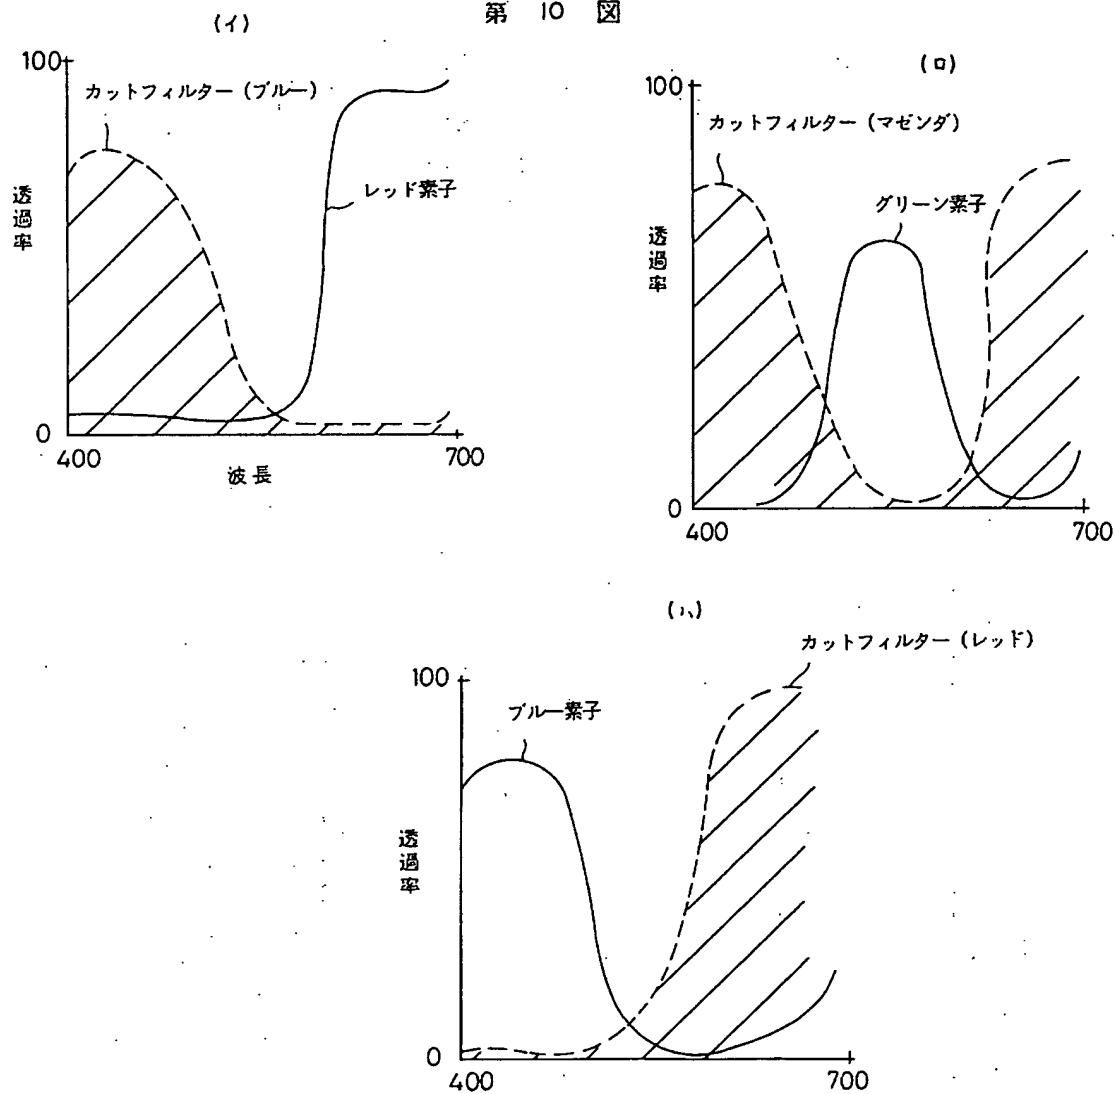 第 10 図
(イ)
100
カットフィルター(ブルー)
レッド素子
透過率
0
400
700
波長
(ロ)
100
カットフィルター(マゼンダ)
グリーン素子
透過率
0
400
700
(ハ)
カットフィルター(レッド)
100
ブルー素子
透過率
0
400
700